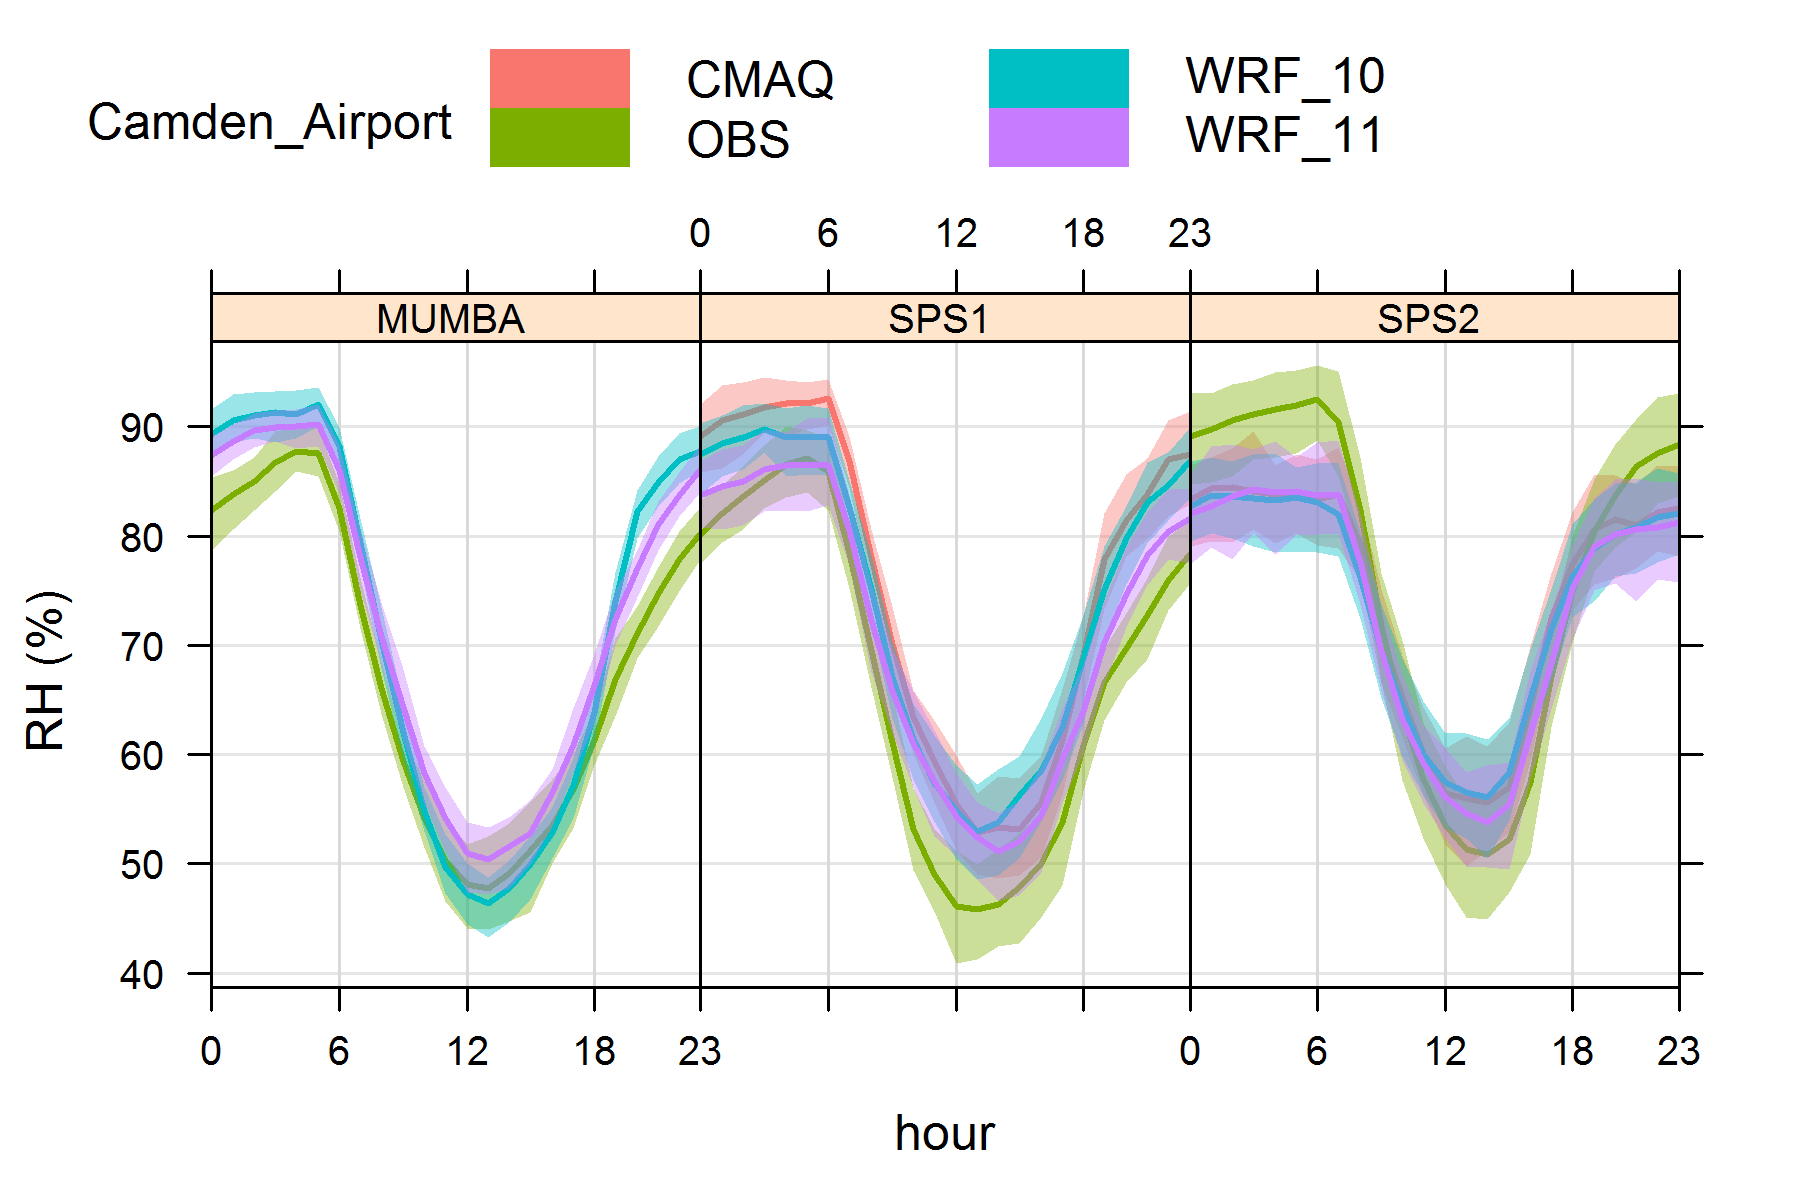 Camden_Airport
CMAQ
OBS
WRF_10
WRF_11
0 6 12 18 23
MUMBA SPS1 SPS2
90
80
70
60
50
40
RH (%)
0 6 12 18 23 0 6 12 18 23
hour